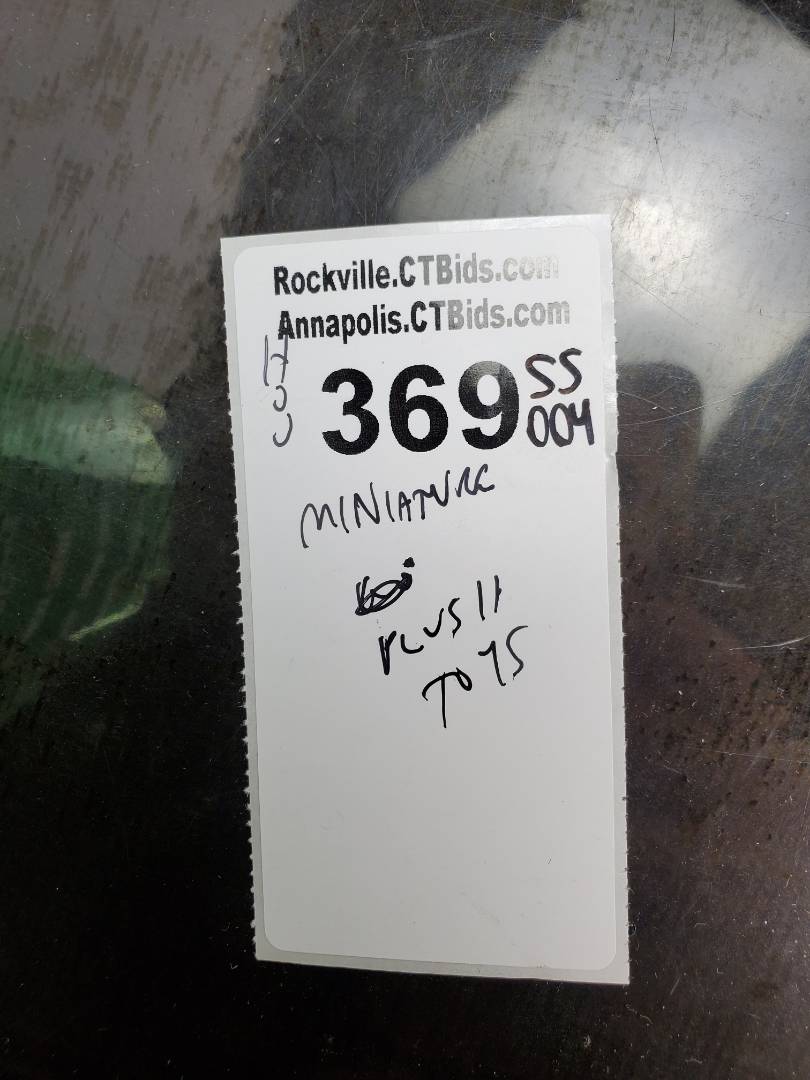 Rockville.CTBids.com
Annapolis.CTBids.com
369 SS
004
MINIATURE
PLUSH
TOYS